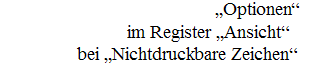 „Optionen“
im Register „Ansicht“
bei „Nichtdruckbare Zeichen“